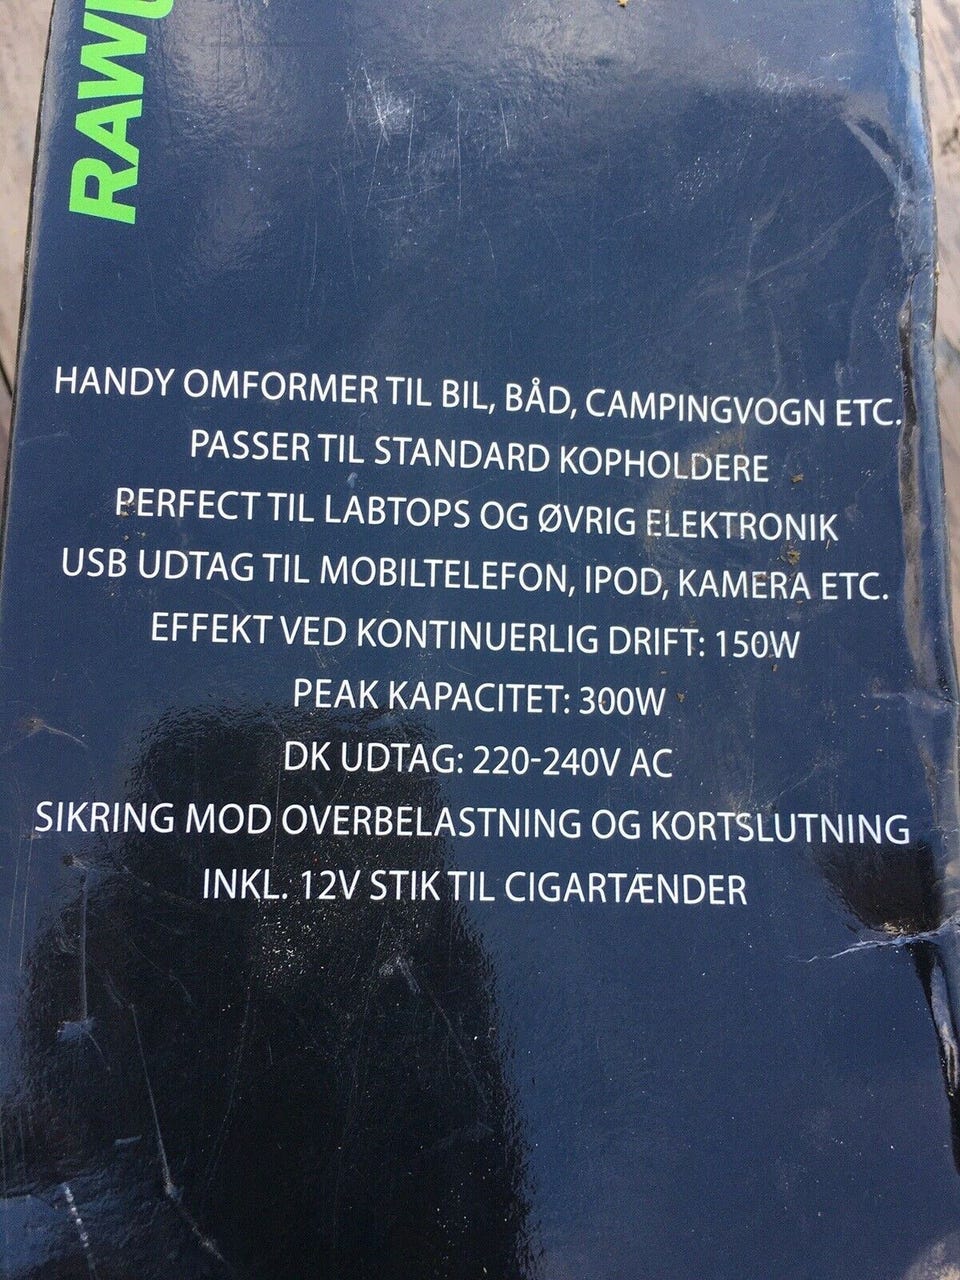 HANDY OMFORMER TIL BIL, BÅD, CAMPINGVOGN ETC.
PASSER TIL STANDARD KOPHOLDERE
PERFECT TIL LABTOPS OG ØVRIG ELEKTRONIK
USB UDTAG TIL MOBILTELEFON, IPOD, KAMERA ETC.
EFFEKT VED KONTINUERLIG DRIFT: 150W
PEAK KAPACITET: 300W
DK UDTAG: 220-240V AC
SIKRING MOD OVERBELASTNING OG KORTSLUTNING
INKL. 12V STIK TIL CIGARTÆNDER